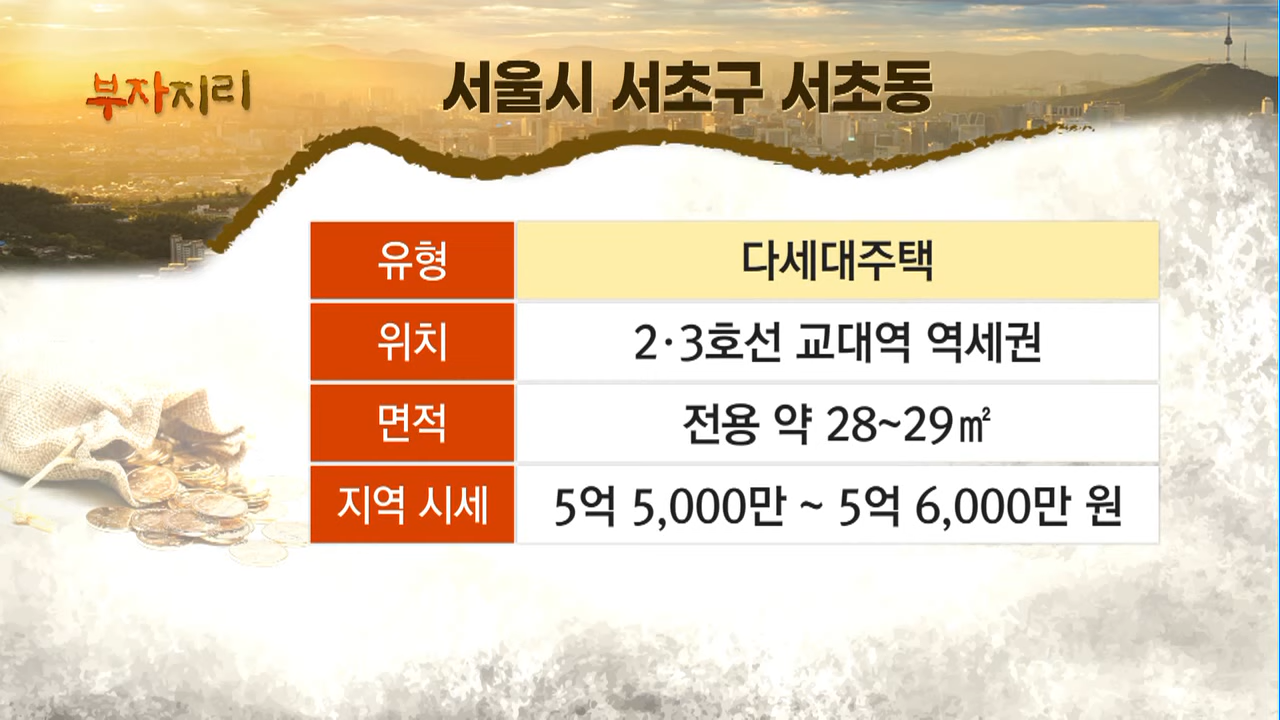 부자지리
서울시 서초구 서초동
유형 다세대주택
위치 2·3호선 교대역 역세권
면적 전용 약 28~29㎡
지역 시세 5억 5,000만 ~ 5억 6,000만 원